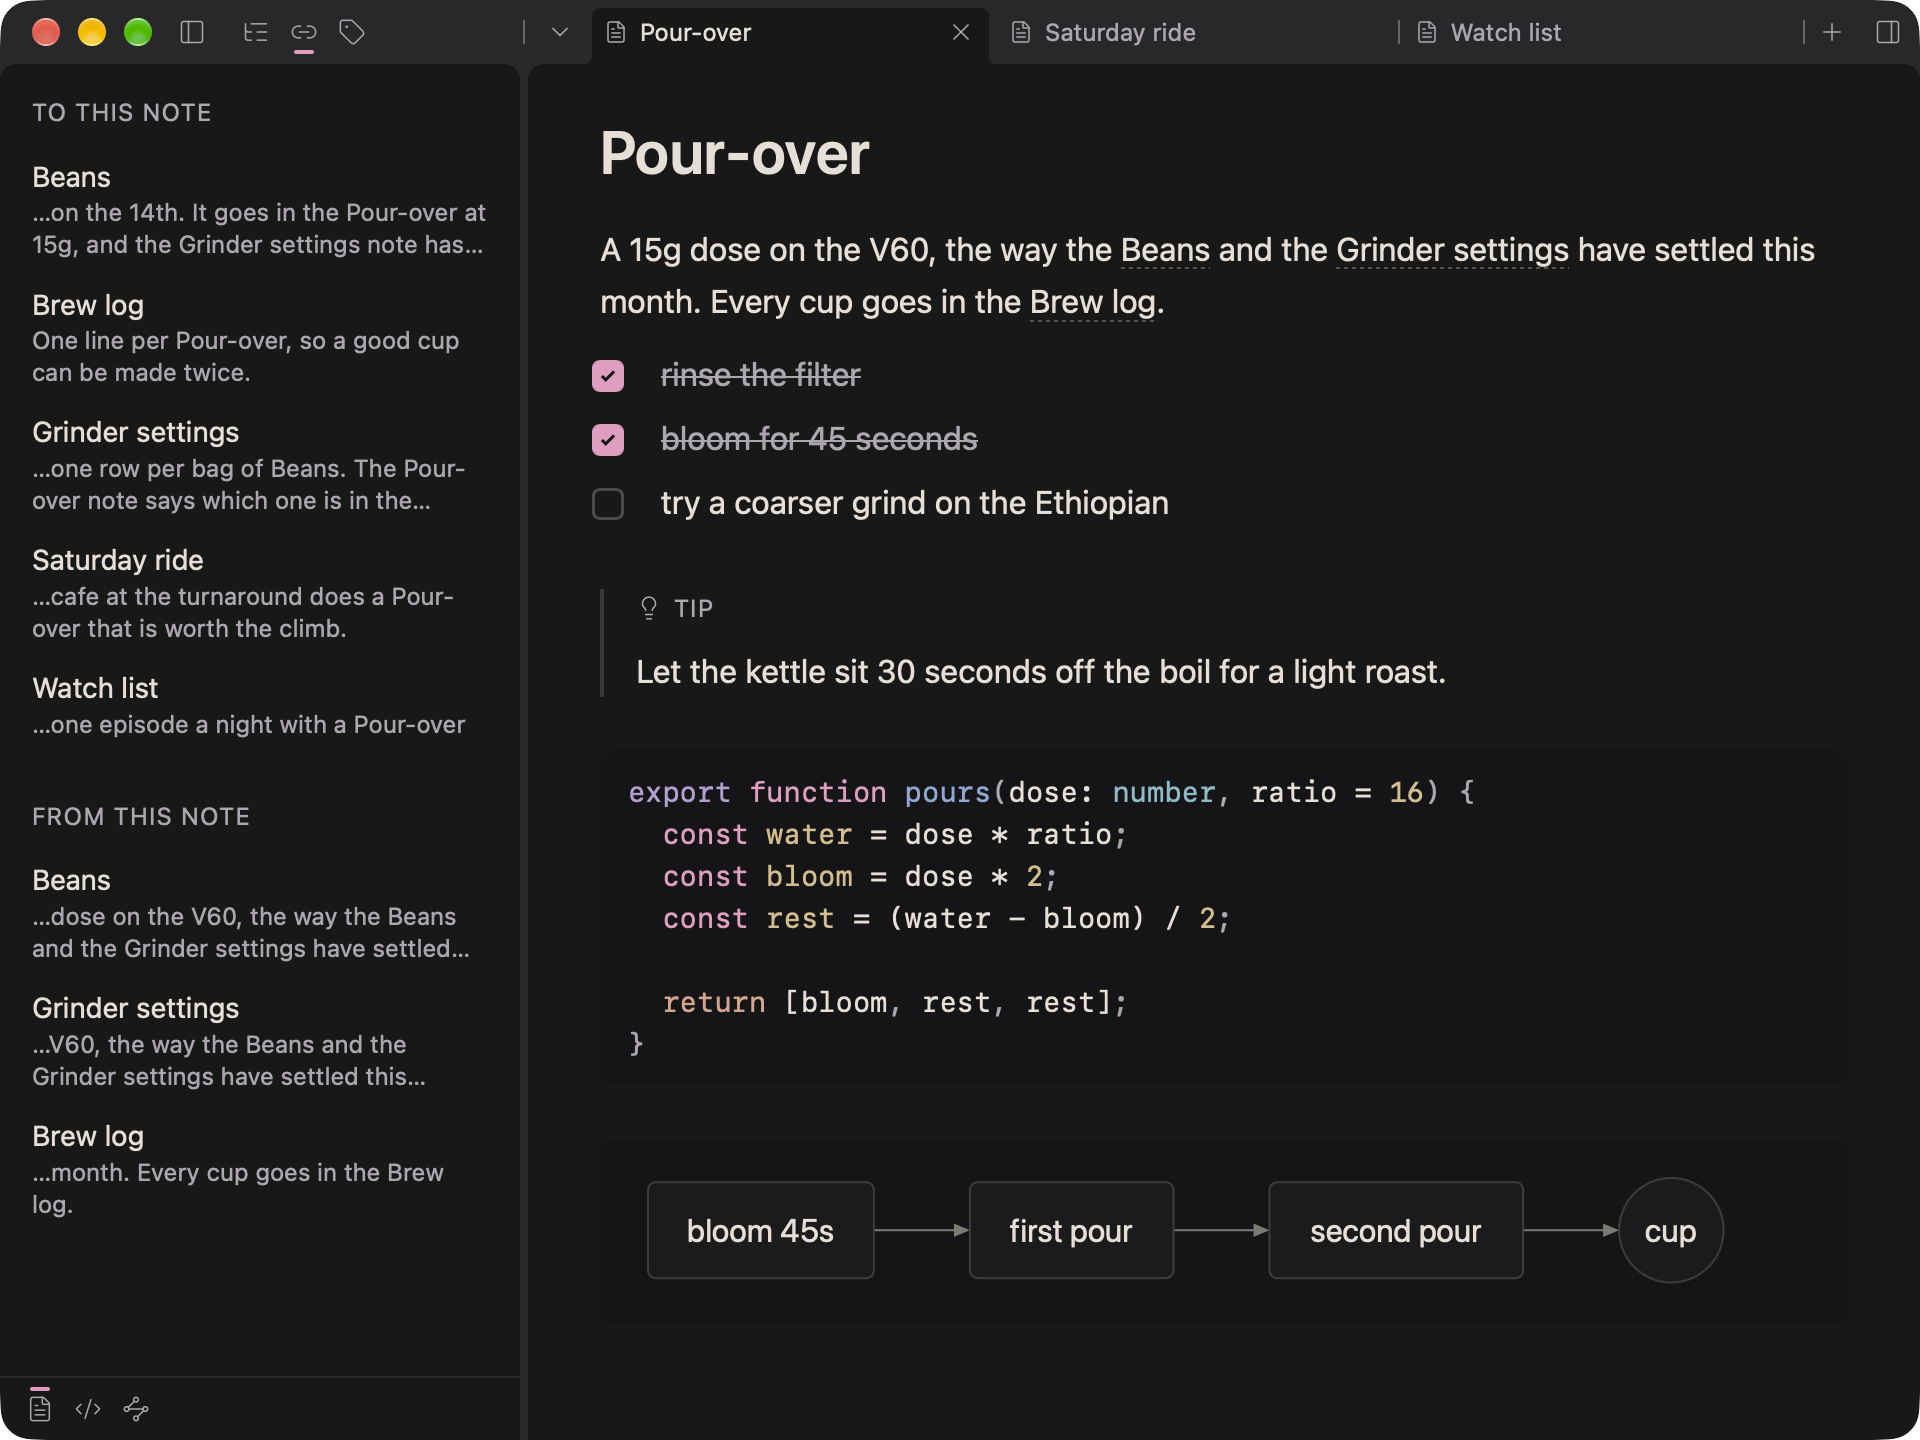 Pour-over
Saturday ride
Watch list
TO THIS NOTE
Beans
...on the 14th. It goes in the Pour-over at
15g, and the Grinder settings note has...
Brew log
One line per Pour-over, so a good cup
can be made twice.
Grinder settings
...one row per bag of Beans. The Pour-
over note says which one is in the...
Saturday ride
...cafe at the turnaround does a Pour-
over that is worth the climb.
Watch list
...one episode a night with a Pour-over
FROM THIS NOTE
Beans
...dose on the V60, the way the Beans
and the Grinder settings have settled...
Grinder settings
...V60, the way the Beans and the
Grinder settings have settled this...
Brew log
...month. Every cup goes in the Brew
log.
Pour-over
A 15g dose on the V60, the way the Beans and the Grinder settings have settled this
month. Every cup goes in the Brew log.
rinse the filter
bloom for 45 seconds
try a coarser grind on the Ethiopian
TIP
Let the kettle sit 30 seconds off the boil for a light roast.
export function pours(dose: number, ratio = 16) {
  const water = dose * ratio;
  const bloom = dose * 2;
  const rest = (water - bloom) / 2;
  return [bloom, rest, rest];
}
bloom 45s
first pour
second pour
cup